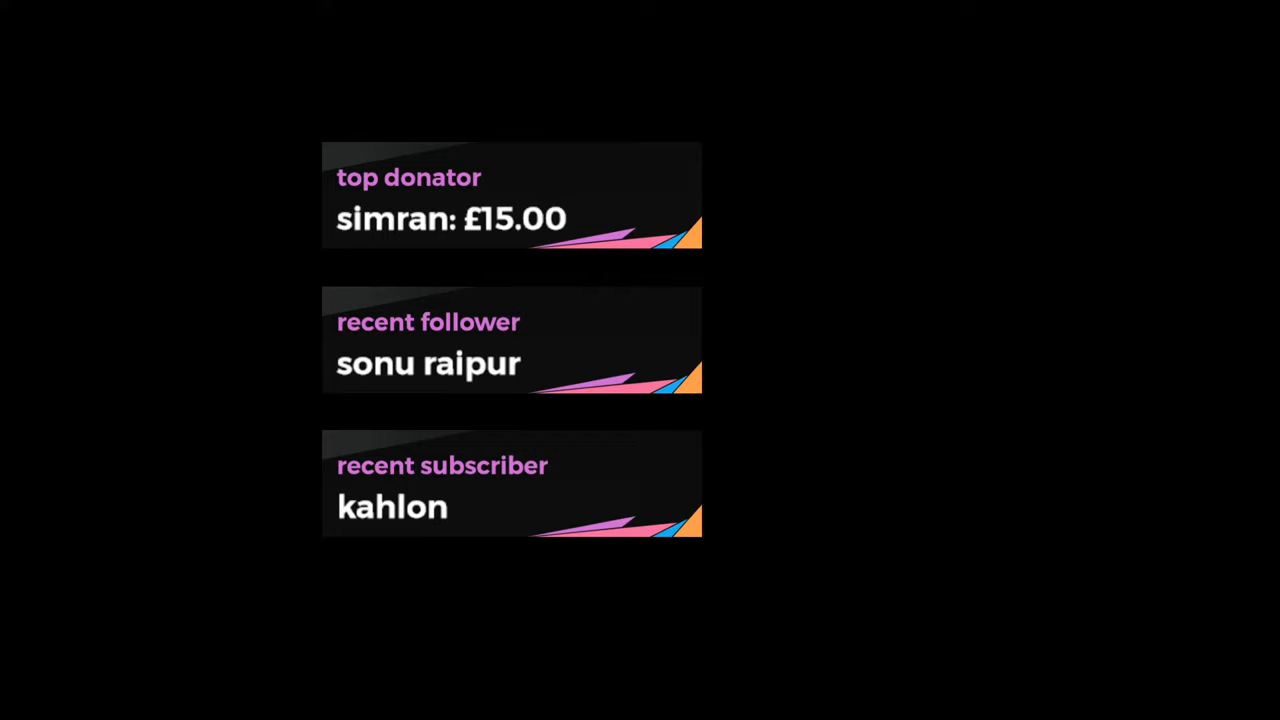 top donator
simran: £15.00
recent follower
sonu raipur
recent subscriber
kahlon